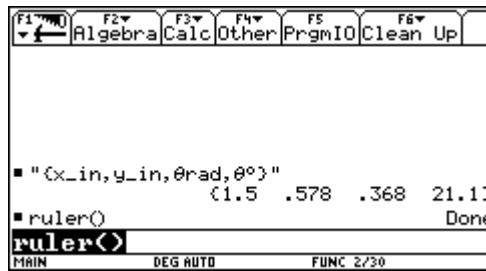 F1 F2 F3 F4 F5 F6
Algebra Calc Other PrgmIO Clean Up
"{x_in,y_in,θrad,θ°}"
{1.5 .578 .368 21.1}
ruler() Done
ruler()
MAIN DEG AUTO FUNC 2/30